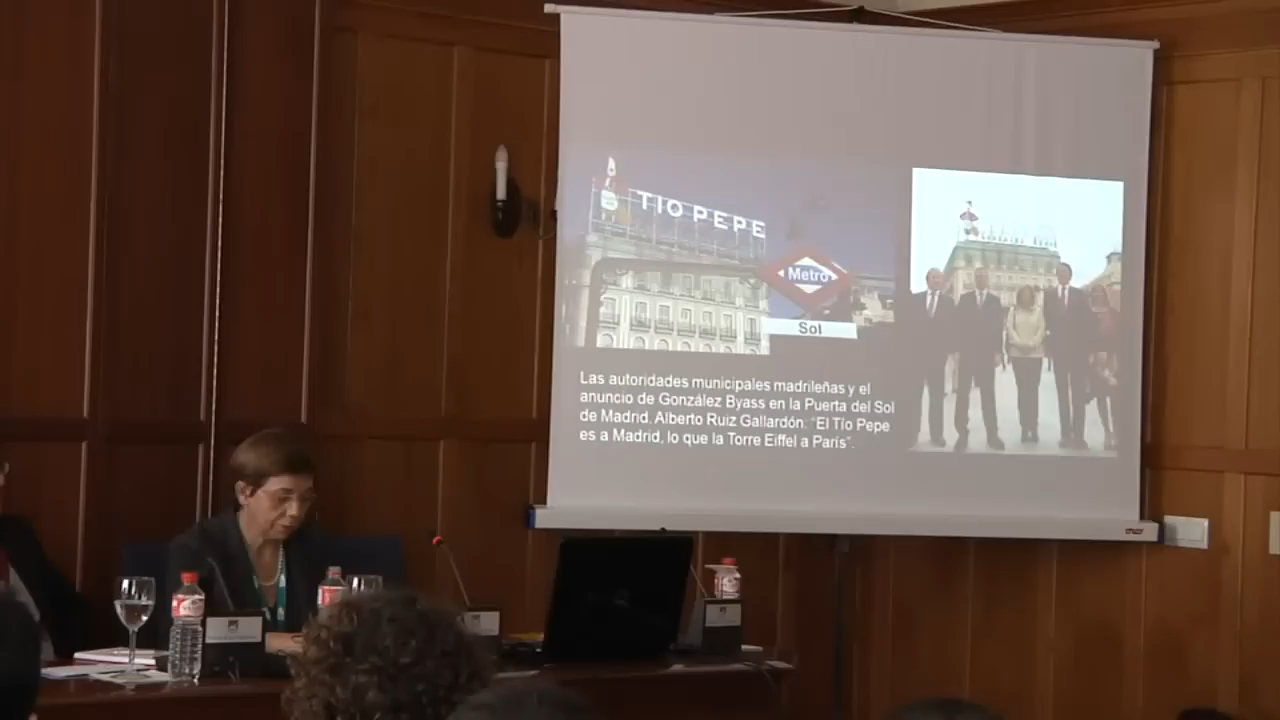 TIO PEPE
Metro
Sol
Las autoridades municipales madrileñas y el
anuncio de González Byass en la Puerta del Sol
de Madrid. Alberto Ruiz Gallardón: “El Tío Pepe
es a Madrid, lo que la Torre Eiffel a París”.